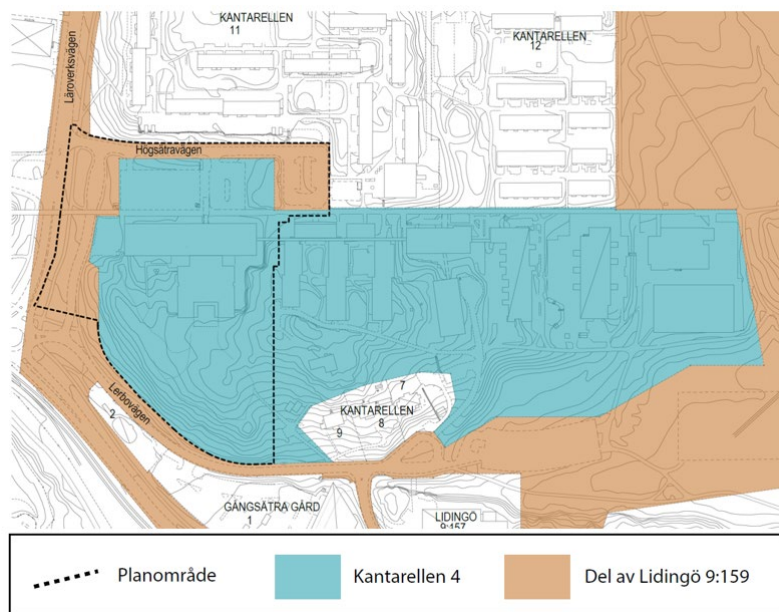 KANTARELLEN
11
KANTARELLEN
12
Läroverksvägen
Högsätravägen
7
KANTARELLEN
8
9
Lerbovägen
2
GÅNGSÄTRA GÅRD
1
LIDINGÖ
9:157
Planområde
Kantarellen 4
Del av Lidingö 9:159